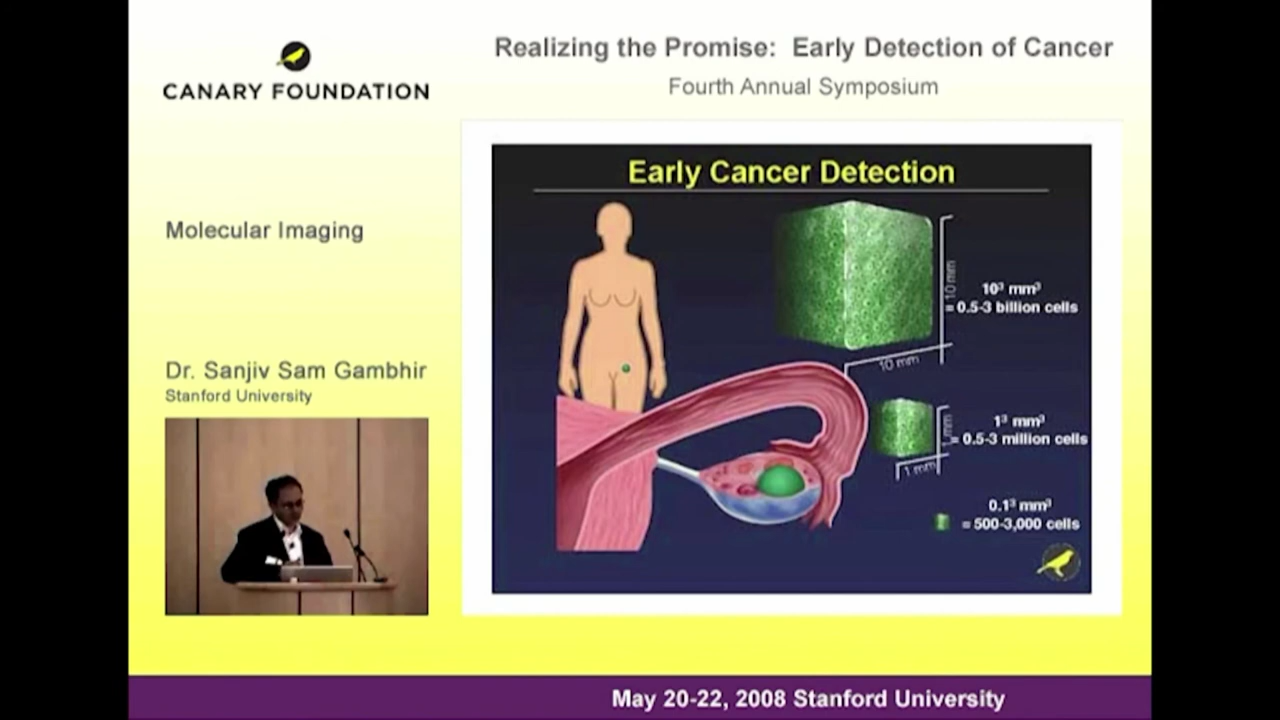 CANARY FOUNDATION
Realizing the Promise: Early Detection of Cancer
Fourth Annual Symposium
Molecular Imaging
Dr. Sanjiv Sam Gambhir
Stanford University
Early Cancer Detection
10 mm
10³ mm³
= 0.5-3 billion cells
10 mm
1³ mm³
= 0.5-3 million cells
1 mm
0.1³ mm³
= 500-3,000 cells
May 20-22, 2008 Stanford University